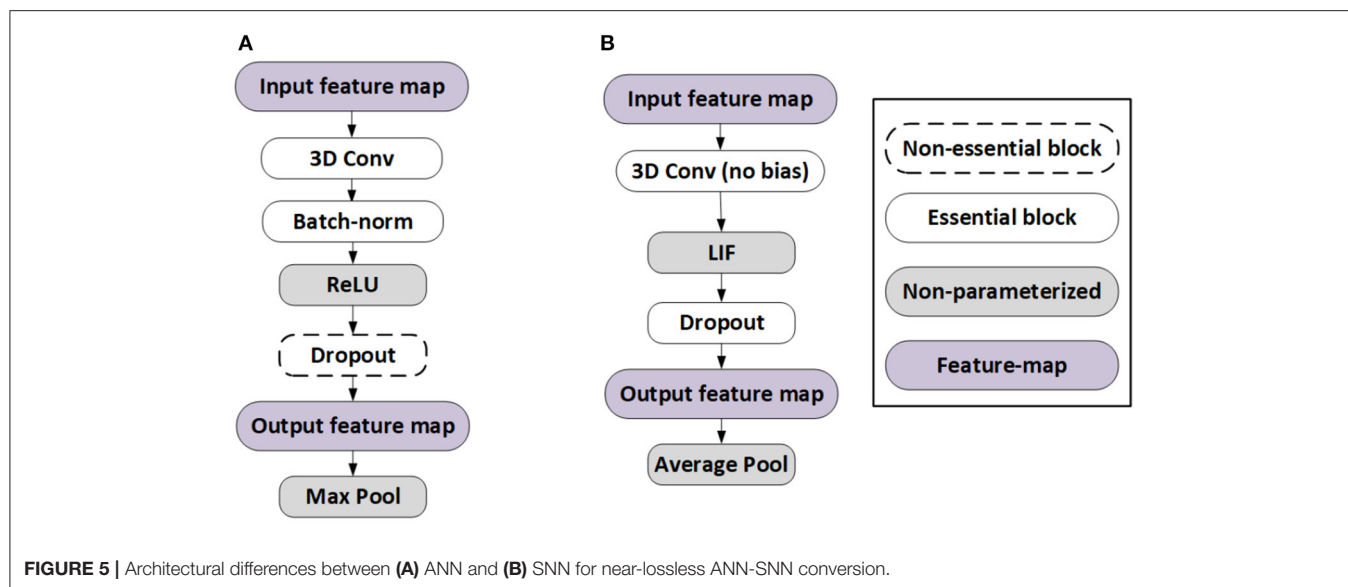 A
Input feature map
3D Conv
Batch-norm
ReLU
Dropout
Output feature map
Max Pool
B
Input feature map
3D Conv (no bias)
LIF
Dropout
Output feature map
Average Pool
Non-essential block
Essential block
Non-parameterized
Feature-map
FIGURE 5 | Architectural differences between (A) ANN and (B) SNN for near-lossless ANN-SNN conversion.